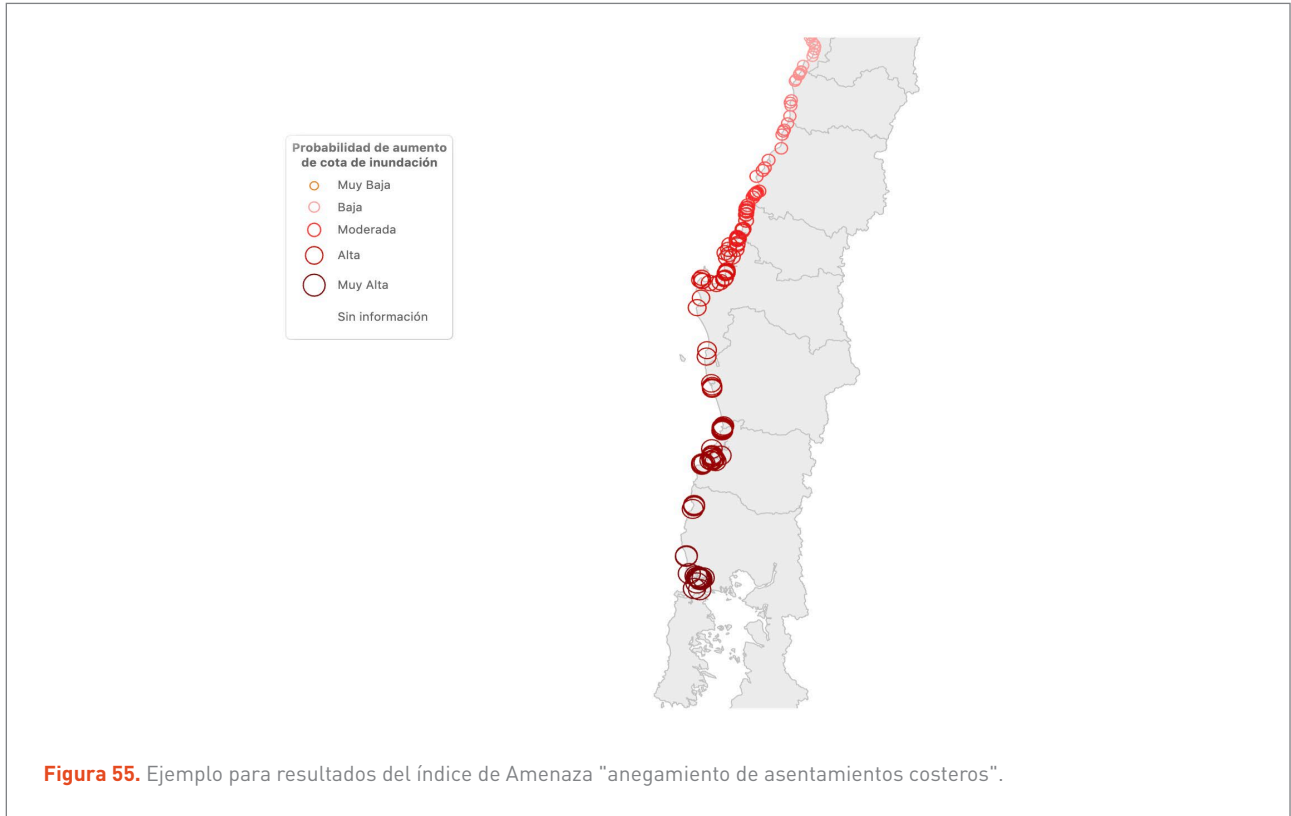 Probabilidad de aumento
de cota de inundación
Muy Baja
Baja
Moderada
Alta
Muy Alta
Sin información
Figura 55. Ejemplo para resultados del índice de Amenaza "anegamiento de asentamientos costeros".